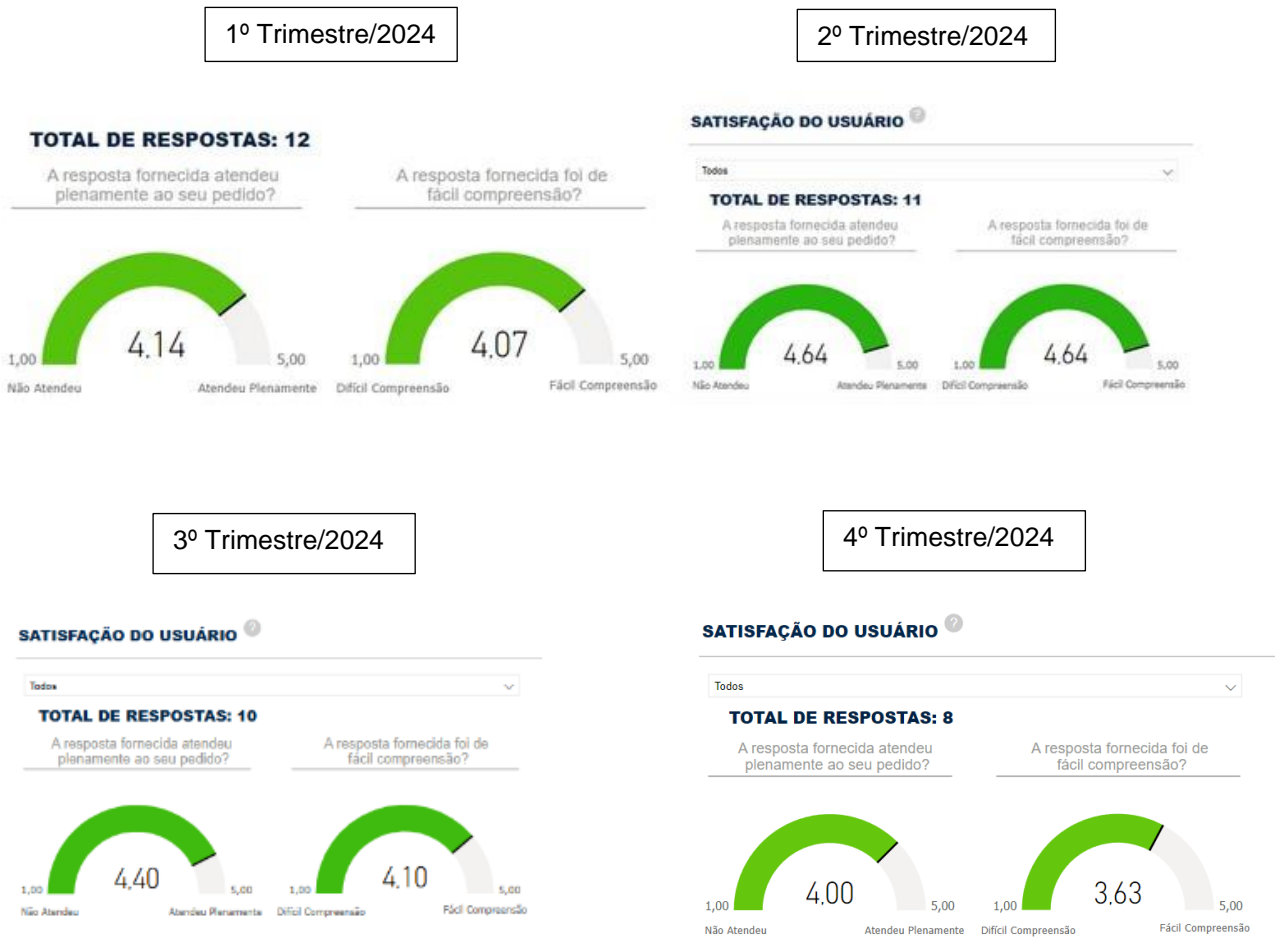 1º Trimestre/2024
TOTAL DE RESPOSTAS: 12
A resposta fornecida atendeu
plenamente ao seu pedido?
4,14
1,00
5,00
Não Atendeu
Atendeu Plenamente
A resposta fornecida foi de
fácil compreensão?
4,07
1,00
5,00
Difícil Compreensão
Fácil Compreensão
2º Trimestre/2024
SATISFAÇÃO DO USUÁRIO ?
Todos
TOTAL DE RESPOSTAS: 11
A resposta fornecida atendeu
plenamente ao seu pedido?
4,64
1,00
5,00
Não Atendeu
Atendeu Plenamente
A resposta fornecida foi de
fácil compreensão?
4,64
1,00
5,00
Difícil Compreensão
Fácil Compreensão
3º Trimestre/2024
SATISFAÇÃO DO USUÁRIO ?
Todos
TOTAL DE RESPOSTAS: 10
A resposta fornecida atendeu
plenamente ao seu pedido?
4,40
1,00
5,00
Não Atendeu
Atendeu Plenamente
A resposta fornecida foi de
fácil compreensão?
4,10
1,00
5,00
Difícil Compreensão
Fácil Compreensão
4º Trimestre/2024
SATISFAÇÃO DO USUÁRIO ?
Todos
TOTAL DE RESPOSTAS: 8
A resposta fornecida atendeu
plenamente ao seu pedido?
4,00
1,00
5,00
Não Atendeu
Atendeu Plenamente
A resposta fornecida foi de
fácil compreensão?
3,63
1,00
5,00
Difícil Compreensão
Fácil Compreensão